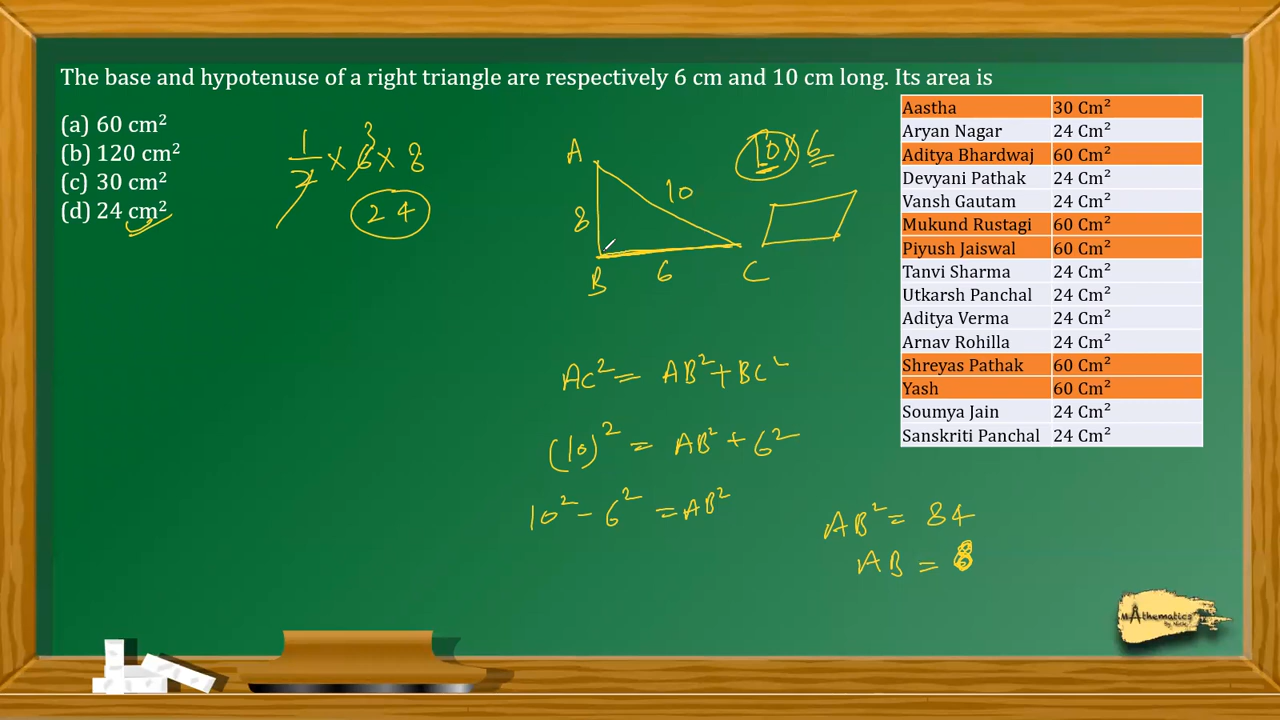 The base and hypotenuse of a right triangle are respectively 6 cm and 10 cm long. Its area is
(a) 60 cm²
(b) 120 cm²
(c) 30 cm²
(d) 24 cm²
1/2 × 6 × 8
3
24
A
8
10
B
6
C
10 × 6
AC² = AB² + BC²
(10)² = AB² + 6²
10² - 6² = AB²
AB² = 84
AB = 8
Aastha 30 Cm²
Aryan Nagar 24 Cm²
Aditya Bhardwaj 60 Cm²
Devyani Pathak 24 Cm²
Vansh Gautam 24 Cm²
Mukund Rustagi 60 Cm²
Piyush Jaiswal 60 Cm²
Tanvi Sharma 24 Cm²
Utkarsh Panchal 24 Cm²
Aditya Verma 24 Cm²
Arnav Rohilla 24 Cm²
Shreyas Pathak 60 Cm²
Yash 60 Cm²
Soumya Jain 24 Cm²
Sanskriti Panchal 24 Cm²
MAthematics